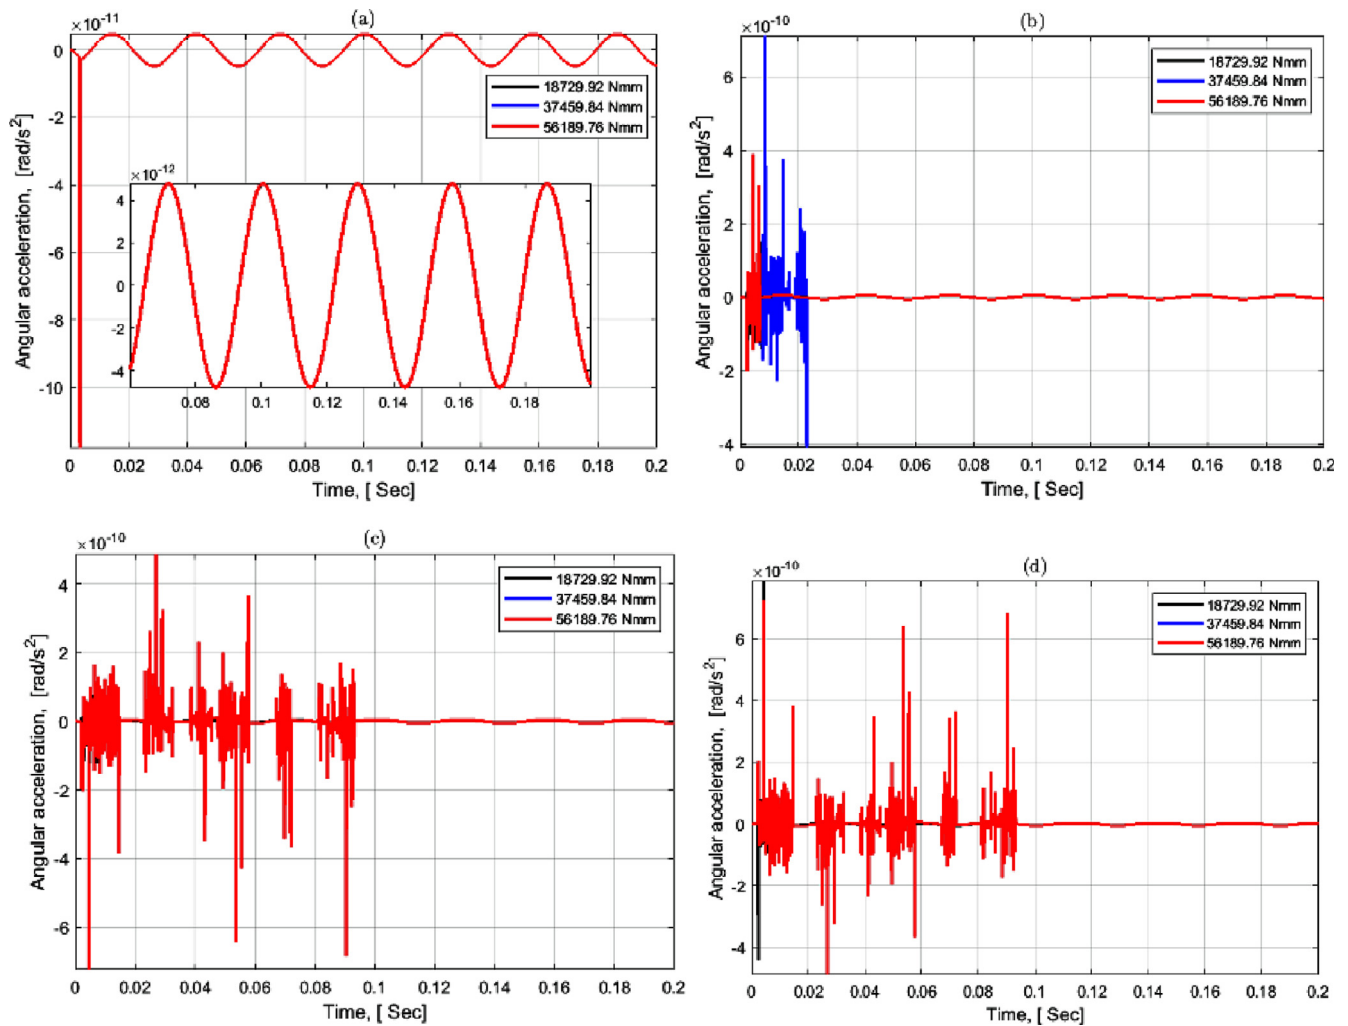 (a)
×10⁻¹¹
0
-2
-4
-6
-8
-10
Angular acceleration, [rad/s²]
18729.92 Nmm
37459.84 Nmm
56189.76 Nmm
×10⁻¹²
4
2
0
-2
-4
0.08 0.1 0.12 0.14 0.16 0.18
0 0.02 0.04 0.06 0.08 0.1 0.12 0.14 0.16 0.18 0.2
Time, [ Sec]
(b)
×10⁻¹⁰
6
4
2
0
-2
-4
Angular acceleration, [rad/s²]
18729.92 Nmm
37459.84 Nmm
56189.76 Nmm
0 0.02 0.04 0.06 0.08 0.1 0.12 0.14 0.16 0.18 0.2
Time, [ Sec]
(c)
×10⁻¹⁰
4
2
0
-2
-4
-6
Angular acceleration, [rad/s²]
18729.92 Nmm
37459.84 Nmm
56189.76 Nmm
0 0.02 0.04 0.06 0.08 0.1 0.12 0.14 0.16 0.18 0.2
Time, [ Sec]
(d)
×10⁻¹⁰
6
4
2
0
-2
-4
Angular acceleration, [rad/s²]
18729.92 Nmm
37459.84 Nmm
56189.76 Nmm
0 0.02 0.04 0.06 0.08 0.1 0.12 0.14 0.16 0.18 0.2
Time, [ Sec]